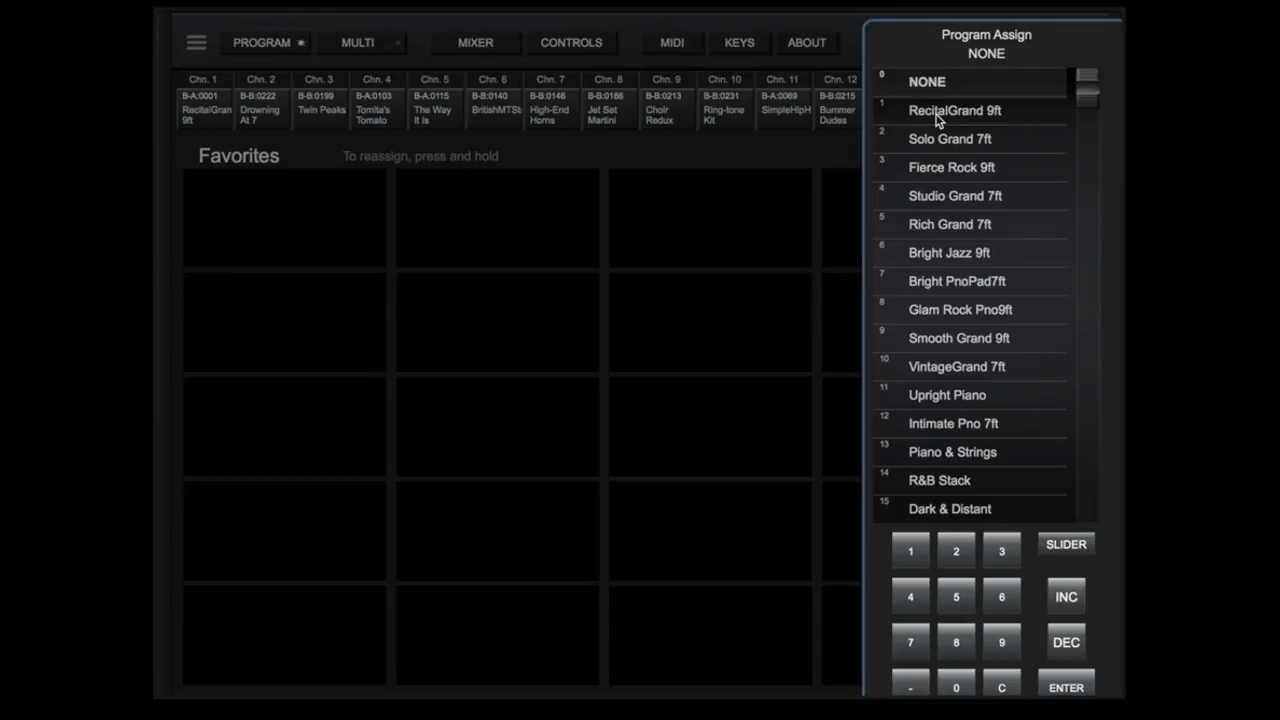 PROGRAM
MULTI
MIXER
CONTROLS
MIDI
KEYS
ABOUT
Chn. 1
Chn. 2
Chn. 3
Chn. 4
Chn. 5
Chn. 6
Chn. 7
Chn. 8
Chn. 9
Chn. 10
Chn. 11
Chn. 12
B-A:0001
RecitalGran
9ft
B-B:0222
Drowning
At 7
B-B:0199
Twin Peaks
B-A:0103
Tomita's
Tomato
B-A:0115
The Way
It Is
B-B:0140
BritishMTSt
B-B:0146
High-End
Horns
B-B:0186
Jet Set
Martini
B-B:0213
Choir
Redux
B-B:0231
Ring-tone
Kit
B-A:0069
SimpleHipH
B-B:0215
Bummer
Dudes
Favorites
To reassign, press and hold
Program Assign
NONE
0 NONE
1 RecitalGrand 9ft
2 Solo Grand 7ft
3 Fierce Rock 9ft
4 Studio Grand 7ft
5 Rich Grand 7ft
6 Bright Jazz 9ft
7 Bright PnoPad7ft
8 Glam Rock Pno9ft
9 Smooth Grand 9ft
10 VintageGrand 7ft
11 Upright Piano
12 Intimate Pno 7ft
13 Piano & Strings
14 R&B Stack
15 Dark & Distant
1 2 3 SLIDER
4 5 6 INC
7 8 9 DEC
- 0 C ENTER